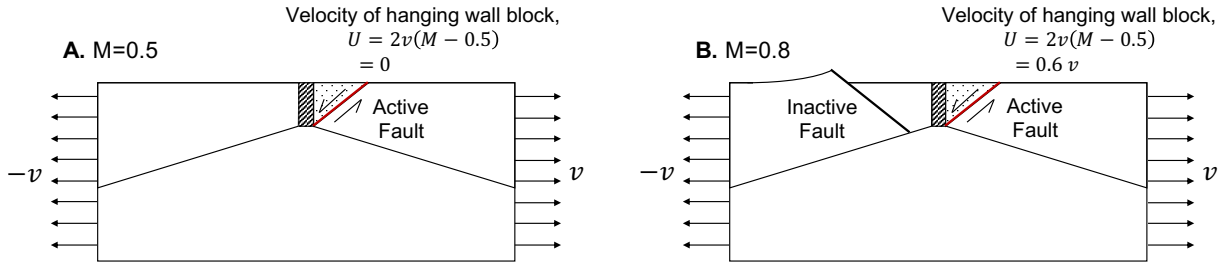 Velocity of hanging wall block,
A. M=0.5
U = 2v(M − 0.5)
= 0
Active
Fault
−v
v
Velocity of hanging wall block,
B. M=0.8
U = 2v(M − 0.5)
= 0.6 v
Inactive
Fault
Active
Fault
−v
v